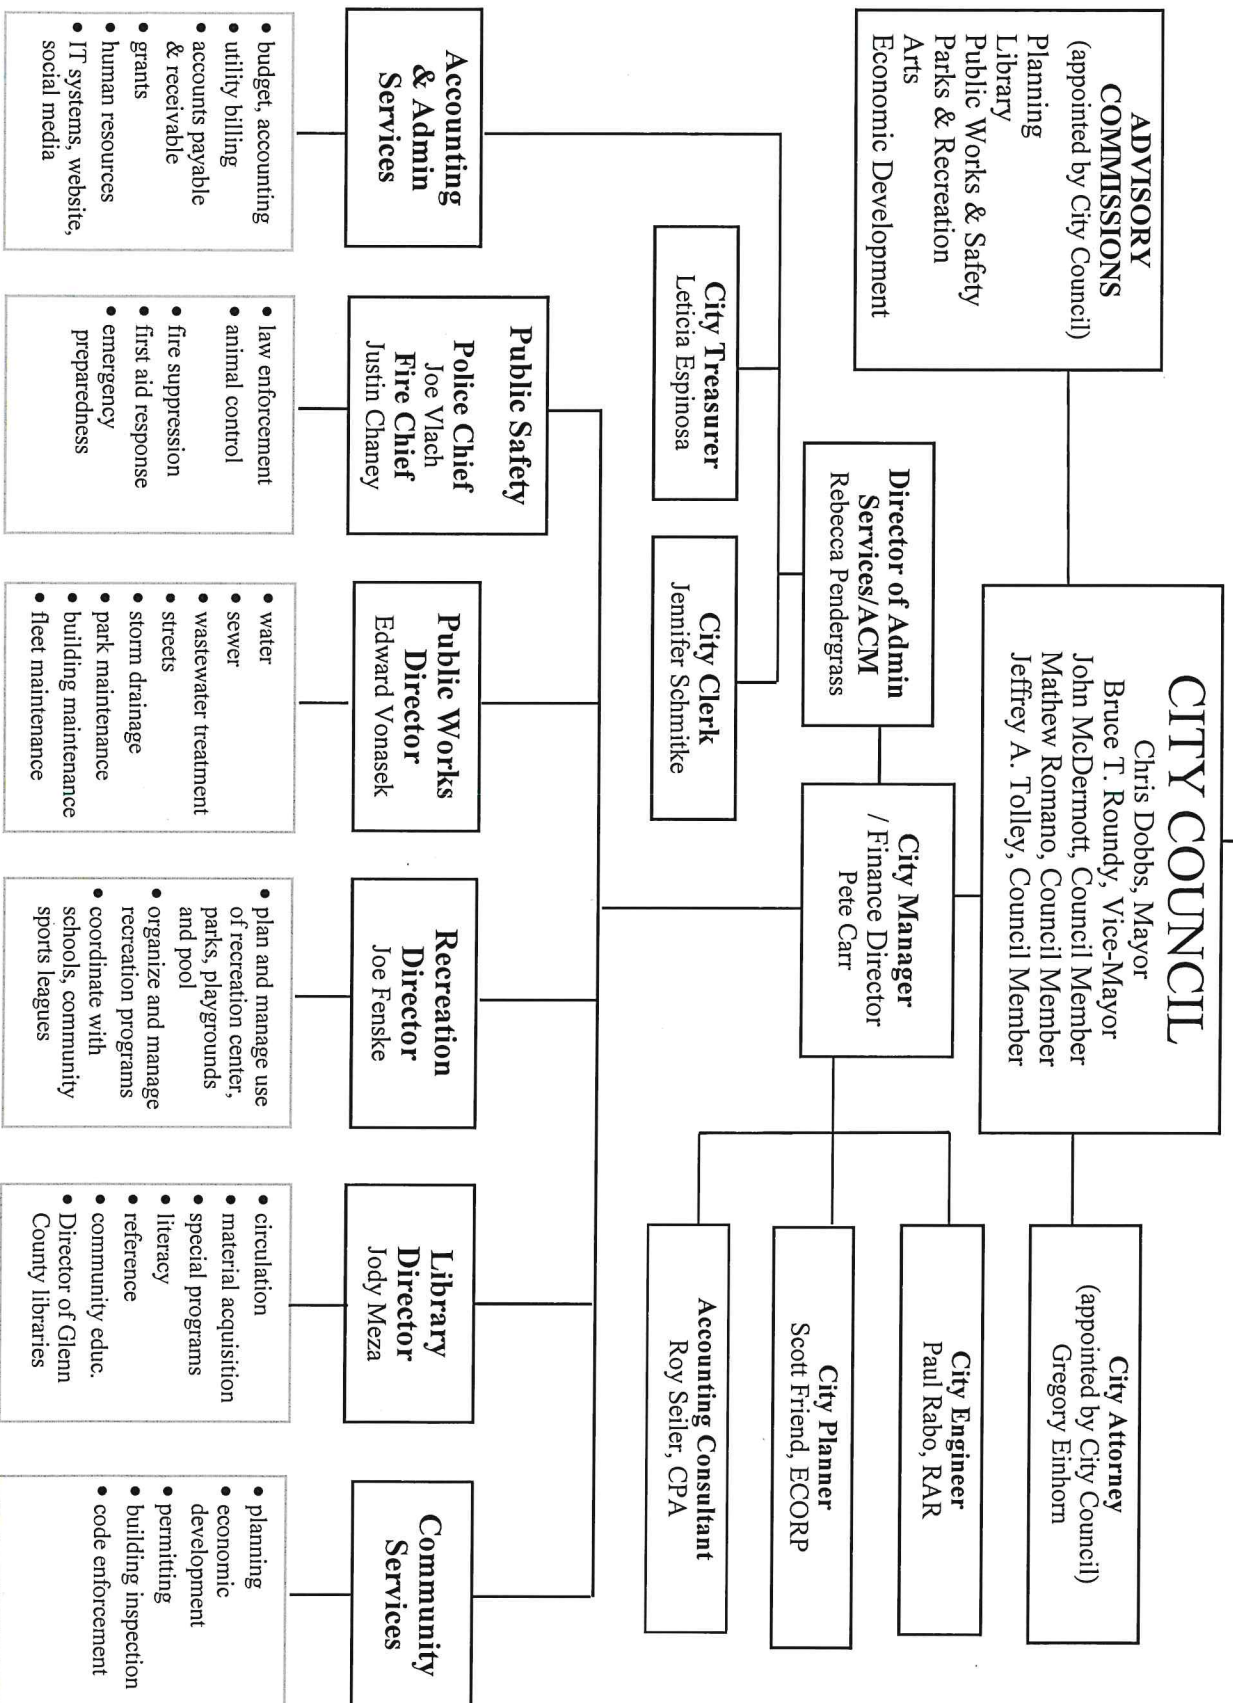 CITY COUNCIL
Chris Dobbs, Mayor
Bruce T. Roundy, Vice-Mayor
John McDermott, Council Member
Mathew Romano, Council Member
Jeffrey A. Tolley, Council Member
ADVISORY
COMMISSIONS
(appointed by City Council)
Planning
Library
Public Works & Safety
Parks & Recreation
Arts
Economic Development
City Attorney
(appointed by City Council)
Gregory Einhorn
City Manager
/ Finance Director
Pete Carr
Director of Admin
Services/ACM
Rebecca Pendergrass
City Engineer
Paul Rabo, RAR
City Planner
Scott Friend, ECORP
Accounting Consultant
Roy Seiler, CPA
City Treasurer
Leticia Espinosa
City Clerk
Jennifer Schmitke
Accounting
& Admin
Services
• budget, accounting
• utility billing
• accounts payable
& receivable
• grants
• human resources
• IT systems, website,
social media
Public Safety
Police Chief
Joe Vlach
Fire Chief
Justin Chaney
• law enforcement
• animal control
• fire suppression
• first aid response
• emergency
preparedness
Public Works
Director
Edward Vonasek
• water
• sewer
• wastewater treatment
• streets
• storm drainage
• park maintenance
• building maintenance
• fleet maintenance
Recreation
Director
Joe Fenske
• plan and manage use
of recreation center,
parks, playgrounds
and pool
• organize and manage
recreation programs
• coordinate with
schools, community
sports leagues
Library
Director
Jody Meza
• circulation
• material acquisition
• special programs
• literacy
• reference
• community educ.
• Director of Glenn
County libraries
Community
Services
• planning
• economic
development
• permitting
• building inspection
• code enforcement